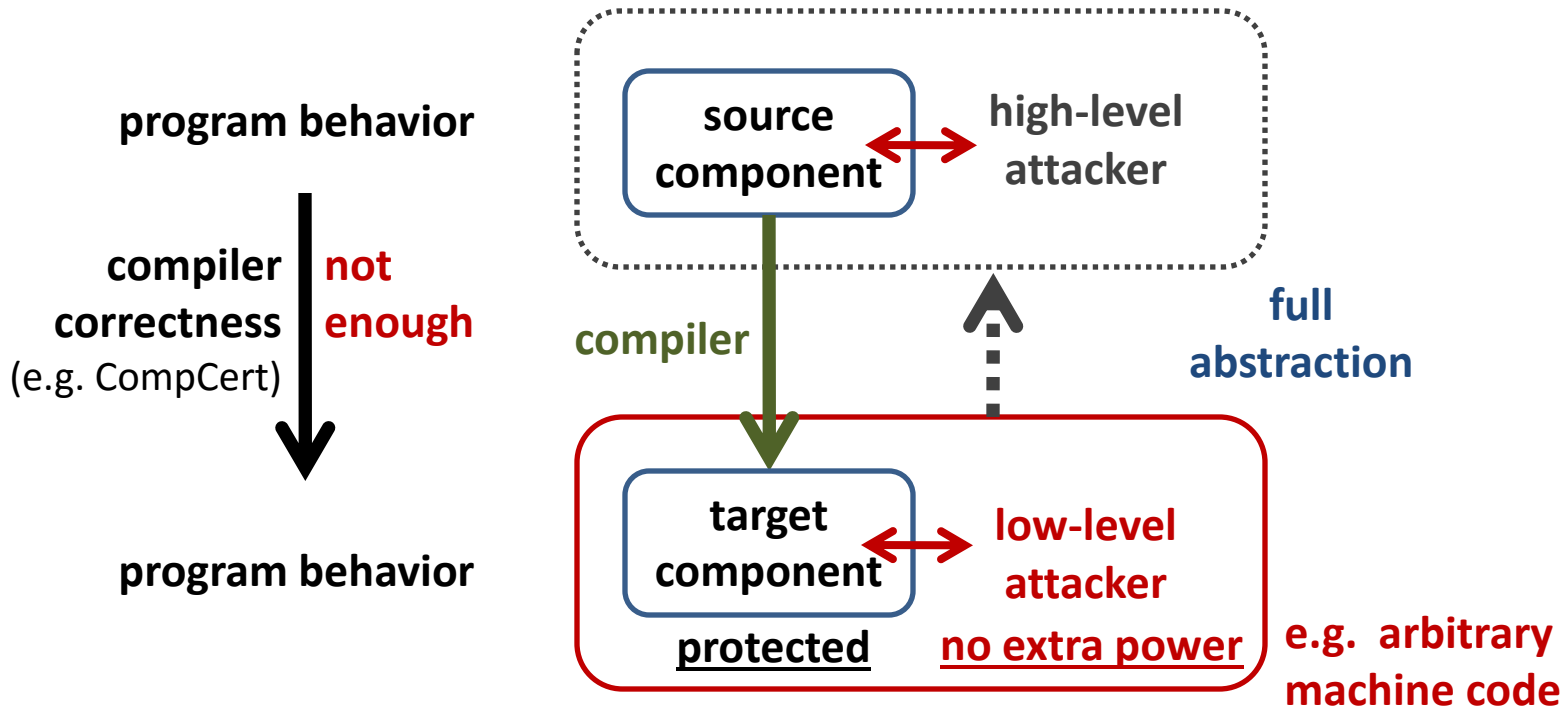 program behavior
compiler not
correctness enough
(e.g. CompCert)
program behavior
source
component
high-level
attacker
compiler
full
abstraction
target
component
protected
low-level
attacker
no extra power
e.g. arbitrary
machine code